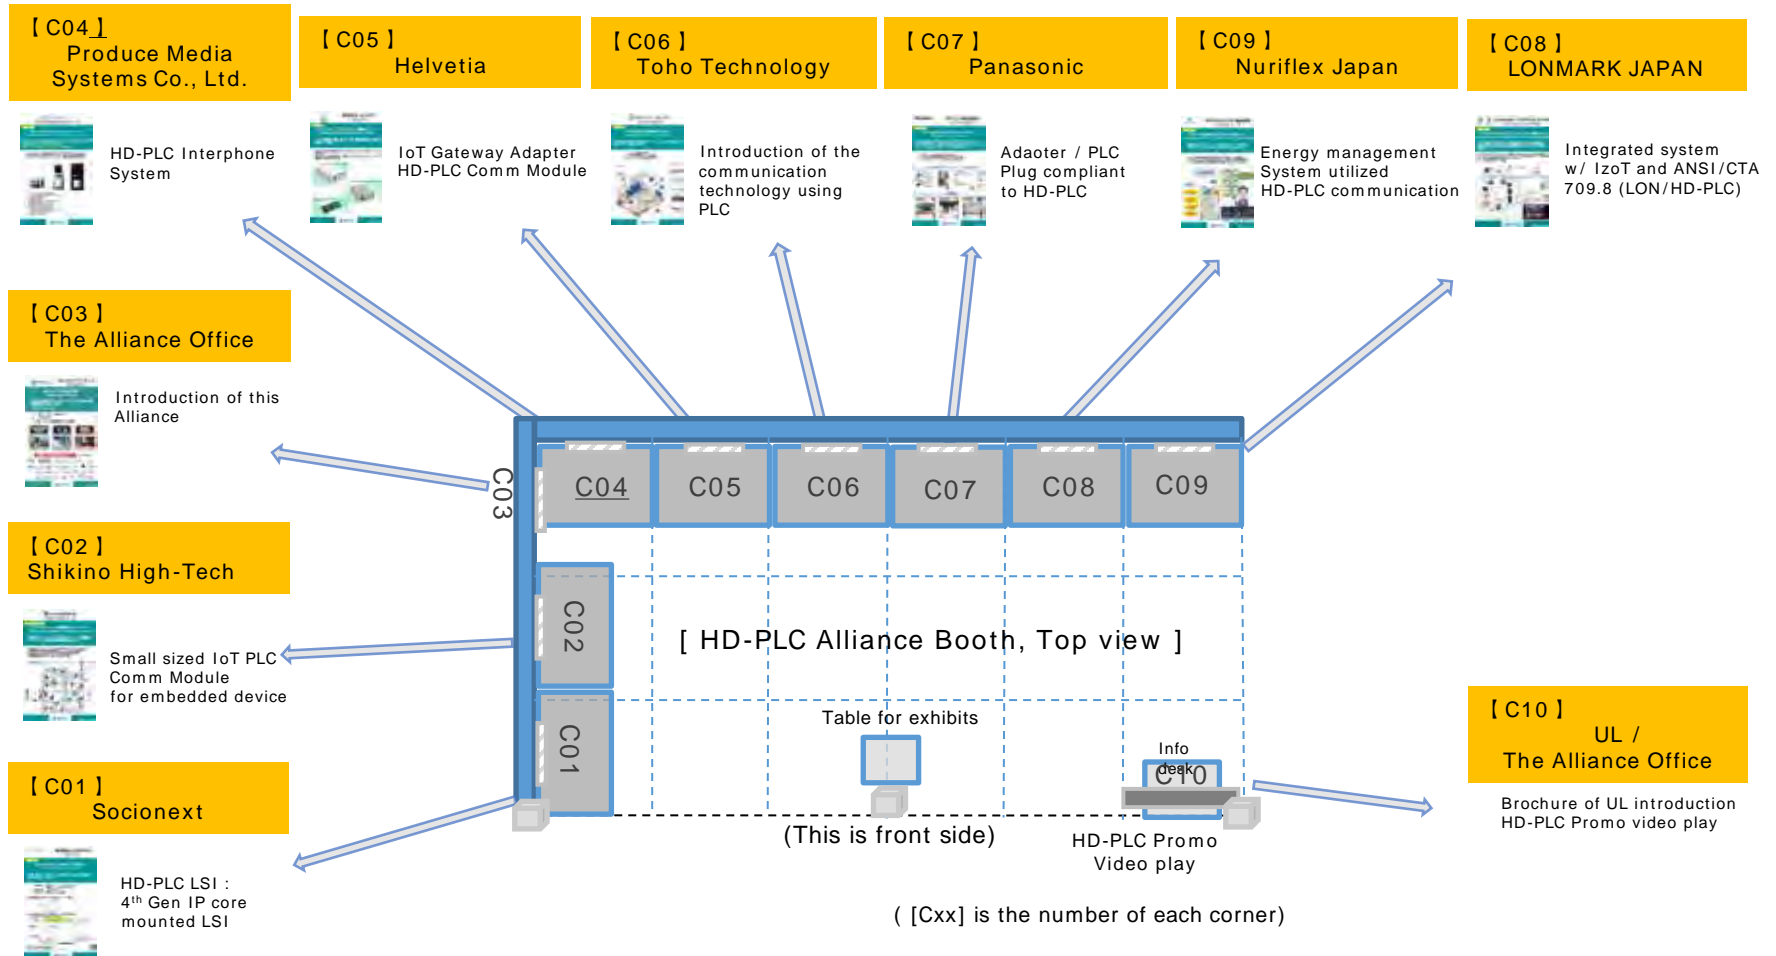 【C04】
Produce Media
Systems Co., Ltd.
HD-PLC Interphone
System
【C05】
Helvetia
IoT Gateway Adapter
HD-PLC Comm Module
【C06】
Toho Technology
Introduction of the
communication
technology using
PLC
【C07】
Panasonic
Adaoter / PLC
Plug compliant
to HD-PLC
【C09】
Nuriflex Japan
Energy management
System utilized
HD-PLC communication
【C08】
LONMARK JAPAN
Integrated system
w/ IzoT and ANSI/CTA
709.8 (LON/HD-PLC)
【C03】
The Alliance Office
Introduction of this
Alliance
【C02】
Shikino High-Tech
Small sized IoT PLC
Comm Module
for embedded device
【C01】
Socionext
HD-PLC LSI :
4th Gen IP core
mounted LSI
C03
C04
C05
C06
C07
C08
C09
C02
C01
[ HD-PLC Alliance Booth, Top view ]
Table for exhibits
Info
desk
C10
(This is front side)
HD-PLC Promo
Video play
( [Cxx] is the number of each corner)
【C10】
UL /
The Alliance Office
Brochure of UL introduction
HD-PLC Promo video play